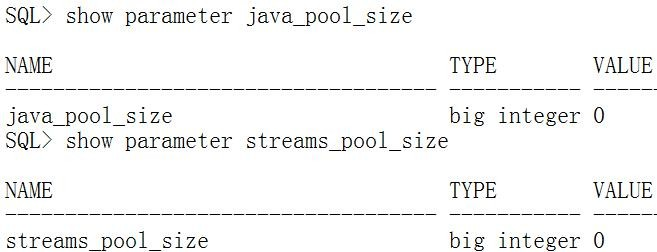 SQL> show parameter java_pool_size
NAME                                 TYPE        VALUE
------------------------------------ ----------- -----
java_pool_size                       big integer 0
SQL> show parameter streams_pool_size
NAME                                 TYPE        VALUE
------------------------------------ ----------- -----
streams_pool_size                    big integer 0